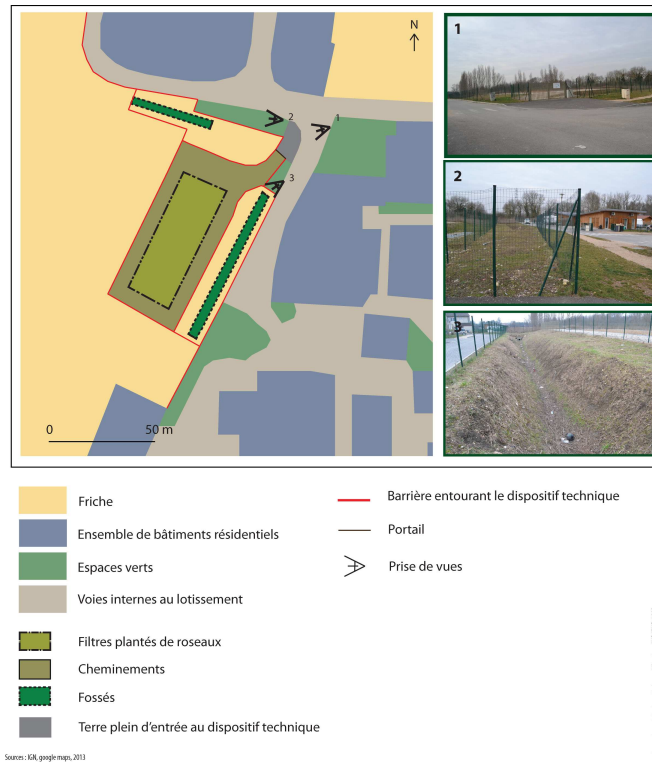 N
1
2
1
3
0
50 m
1
2
3
Friche
Ensemble de bâtiments résidentiels
Espaces verts
Voies internes au lotissement
Filtres plantés de roseaux
Cheminements
Fossés
Terre plein d'entrée au dispositif technique
Barrière entourant le dispositif technique
Portail
Prise de vues
Sources : IGN, google maps, 2013